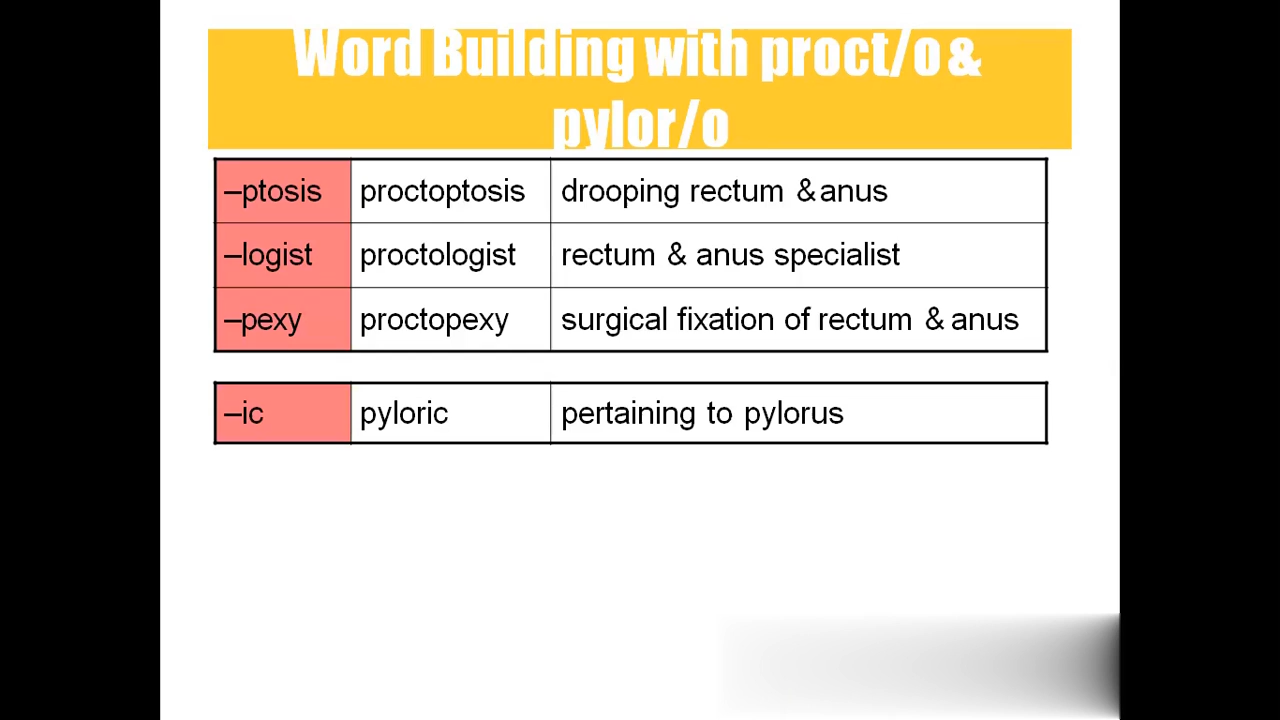 Word Building with proct/o &
pylor/o
–ptosis proctoptosis drooping rectum & anus
–logist proctologist rectum & anus specialist
–pexy proctopexy surgical fixation of rectum & anus
–ic pyloric pertaining to pylorus